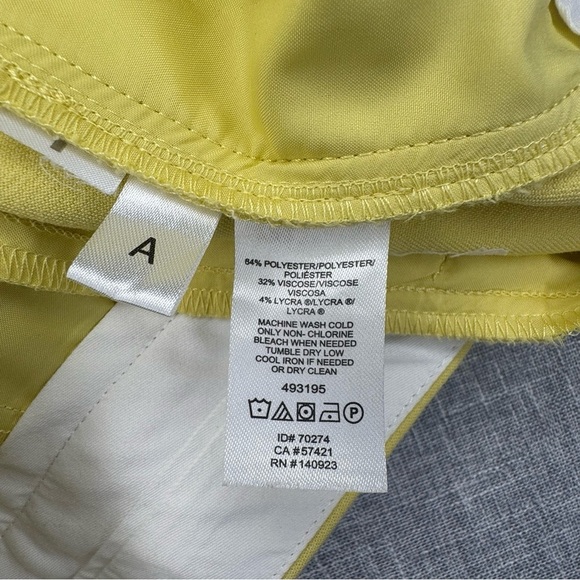 A
64% POLYESTER/POLYESTER/
POLIÉSTER
32% VISCOSE/VISCOSE/
VISCOSA
4% LYCRA ®/LYCRA ®/
LYCRA ®
MACHINE WASH COLD
ONLY NON- CHLORINE
BLEACH WHEN NEEDED
TUMBLE DRY LOW
COOL IRON IF NEEDED
OR DRY CLEAN
493195
P
ID# 70274
CA #57421
RN #140923